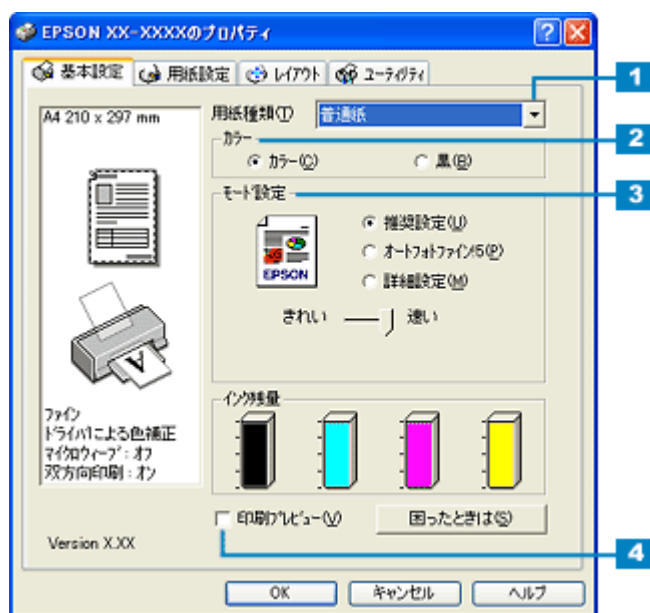 EPSON XX-XXXXのプロパティ
基本設定 用紙設定 レイアウト ユーティリティ
1
A4 210 x 297 mm
用紙種類(T) 普通紙
カラー
2
カラー(C) 黒(B)
モード設定
3
推奨設定(U)
オートフォトファイン!5(P)
詳細設定(M)
EPSON
きれい 速い
A
インク残量
ファイン
ドライバによる色補正
マイクロウィーブ：オフ
双方向印刷：オン
印刷プレビュー(V) 困ったときは(S)
Version X.XX
4
OK キャンセル ヘルプ